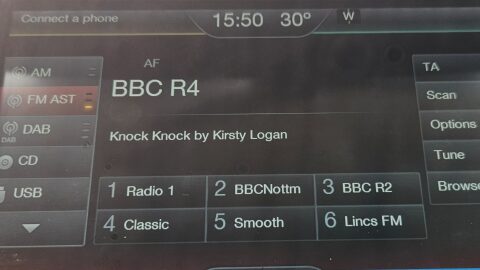 Connect a phone
15:50 30° W
AM
FM AST
DAB
DAB
CD
USB
AF
BBC R4
Knock Knock by Kirsty Logan
1 Radio 1
2 BBCNottm
3 BBC R2
4 Classic
5 Smooth
6 Lincs FM
TA
Scan
Options
Tune
Browse